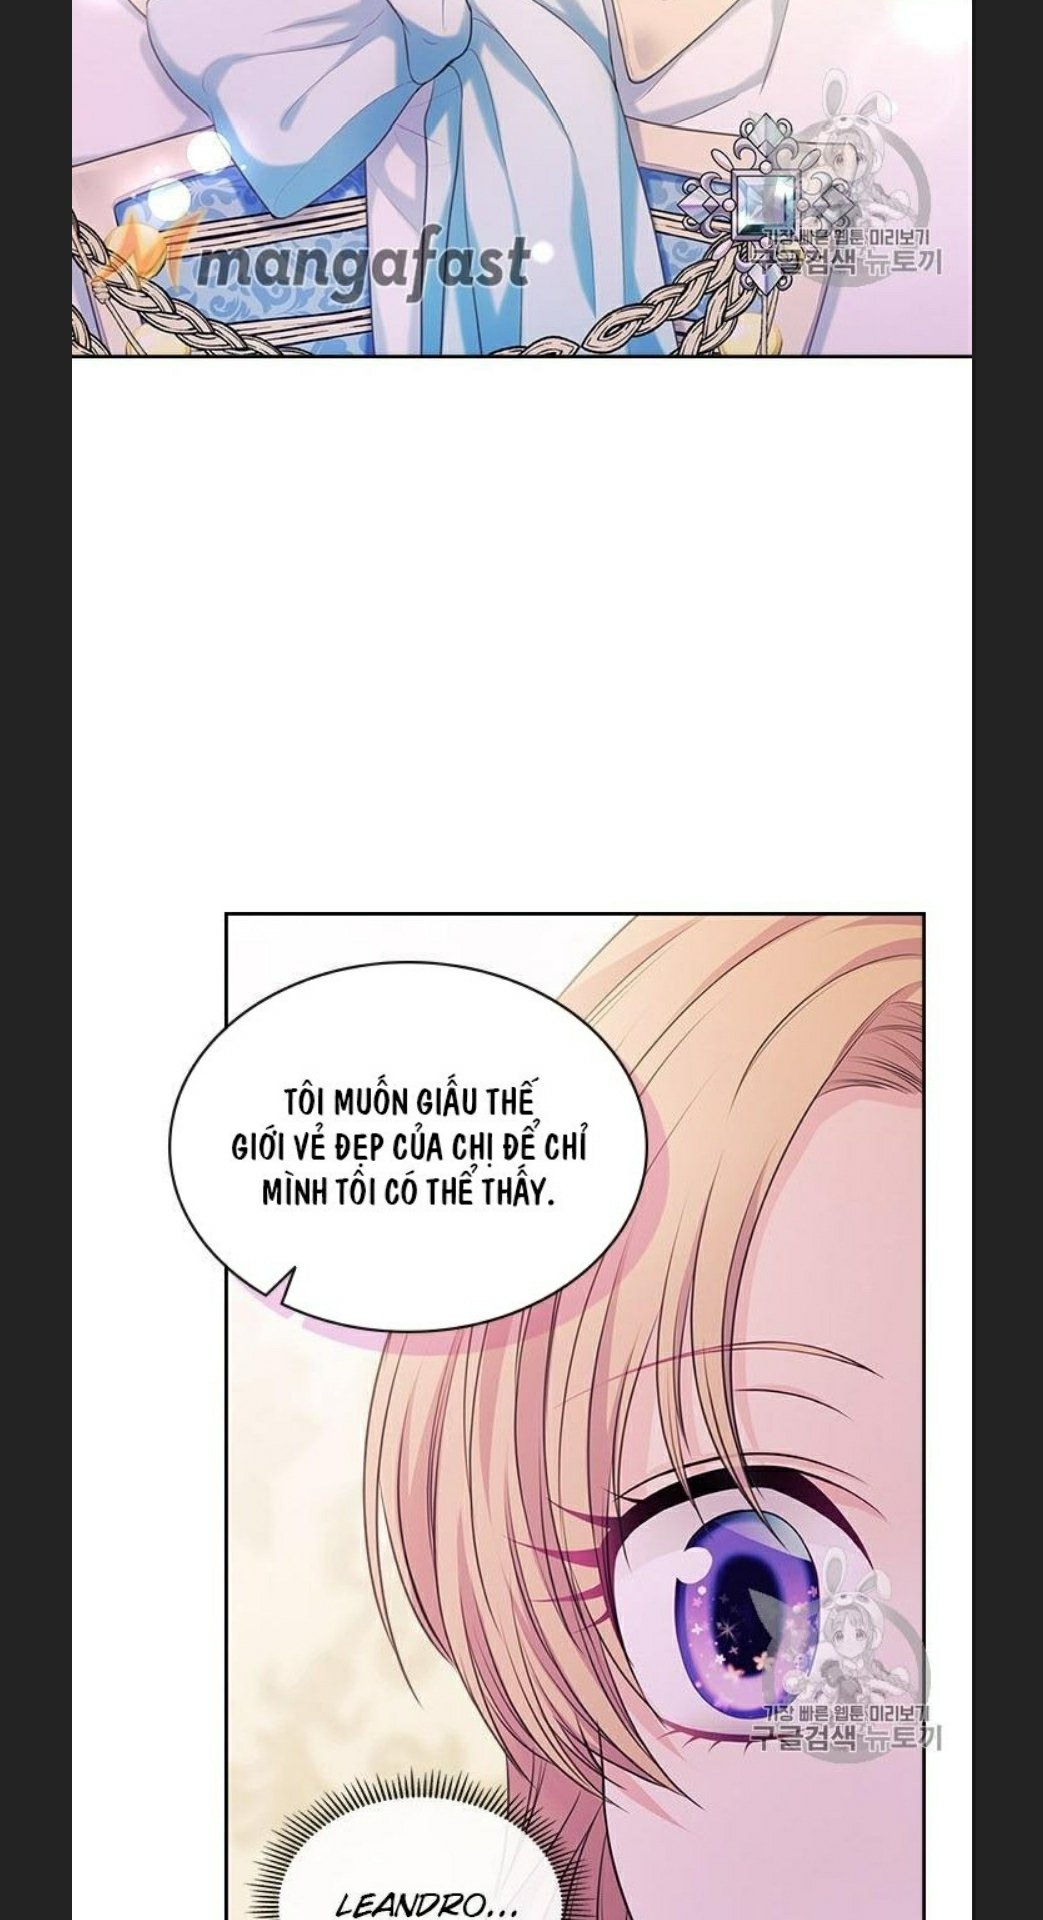 가장 빠른 웹툰 미리보기
구글검색 뉴토끼
mangafast
TÔI MUỐN GIẤU THẾ
GIỚI VẺ ĐẸP CỦA CHỊ ĐỂ CHỈ
MÌNH TÔI CÓ THỂ THẤY.
가장 빠른 웹툰 미리보기
구글검색 뉴토끼
LEANDRO...